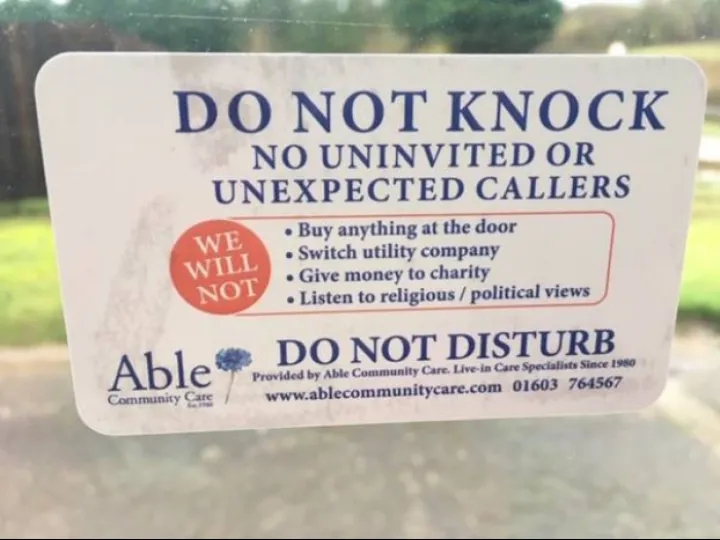 DO NOT KNOCK
NO UNINVITED OR
UNEXPECTED CALLERS
WE
WILL
NOT
• Buy anything at the door
• Switch utility company
• Give money to charity
• Listen to religious / political views
DO NOT DISTURB
Provided by Able Community Care. Live-in Care Specialists Since 1980
www.ablecommunitycare.com 01603 764567
Able
Community Care
Est. 1980